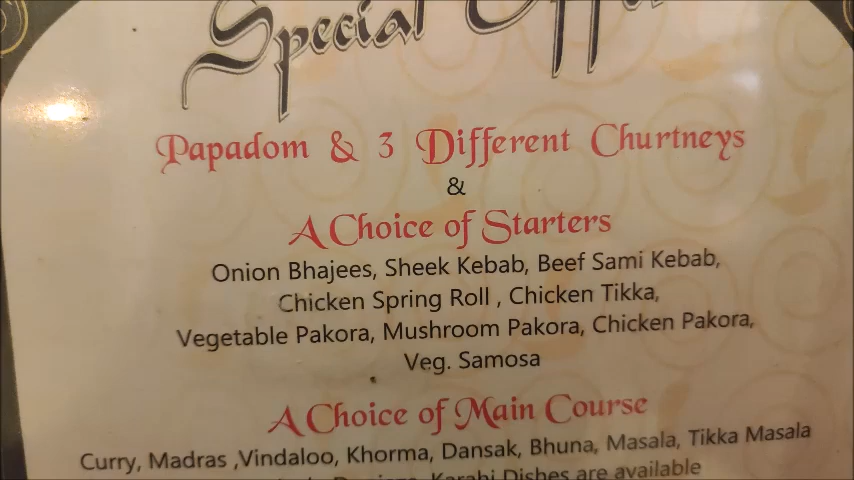 Special Offer
Papadom & 3 Different Churtneys
&
A Choice of Starters
Onion Bhajees, Sheek Kebab, Beef Sami Kebab,
Chicken Spring Roll , Chicken Tikka,
Vegetable Pakora, Mushroom Pakora, Chicken Pakora,
Veg. Samosa
A Choice of Main Course
Curry, Madras ,Vindaloo, Khorma, Dansak, Bhuna, Masala, Tikka Masala
Karahi Dishes are available